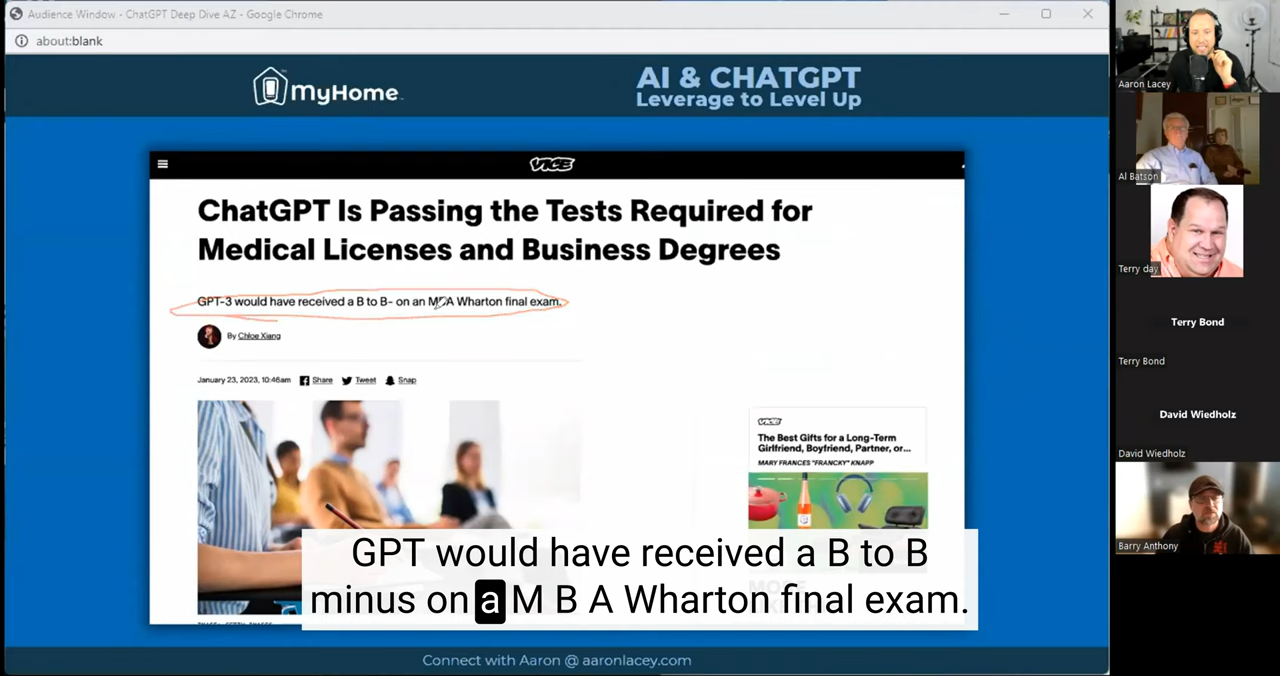 Audience Window - ChatGPT Deep Dive AZ - Google Chrome
about:blank
MyHome
AI & CHATGPT
Leverage to Level Up
VICE
ChatGPT Is Passing the Tests Required for
Medical Licenses and Business Degrees
GPT-3 would have received a B to B- on an MBA Wharton final exam.
By Chloe Xiang
January 23, 2023, 10:46am
Share
Tweet
Snap
VICE
The Best Gifts for a Long-Term
Girlfriend, Boyfriend, Partner, or...
MARY FRANCES "FRANCKY" KNAPP
GPT would have received a B to B
minus on a M B A Wharton final exam.
Connect with Aaron @ aaronlacey.com
Aaron Lacey
Al Batson
Terry day
Terry Bond
Terry Bond
David Wiedholz
David Wiedholz
Barry Anthony